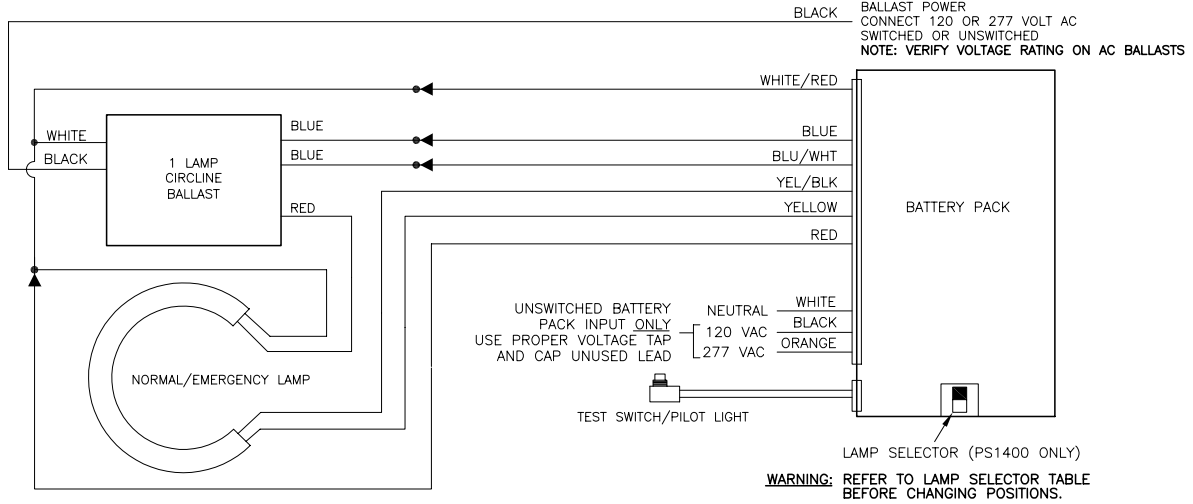 BLACK
BALLAST POWER
CONNECT 120 OR 277 VOLT AC
SWITCHED OR UNSWITCHED
NOTE: VERIFY VOLTAGE RATING ON AC BALLASTS
WHITE/RED
WHITE
BLACK
1 LAMP
CIRCLINE
BALLAST
BLUE
BLUE
RED
BLUE
BLU/WHT
YEL/BLK
YELLOW
RED
BATTERY PACK
UNSWITCHED BATTERY
PACK INPUT ONLY
USE PROPER VOLTAGE TAP
AND CAP UNUSED LEAD
NEUTRAL
120 VAC
277 VAC
WHITE
BLACK
ORANGE
NORMAL/EMERGENCY LAMP
TEST SWITCH/PILOT LIGHT
LAMP SELECTOR (PS1400 ONLY)
WARNING: REFER TO LAMP SELECTOR TABLE
BEFORE CHANGING POSITIONS.